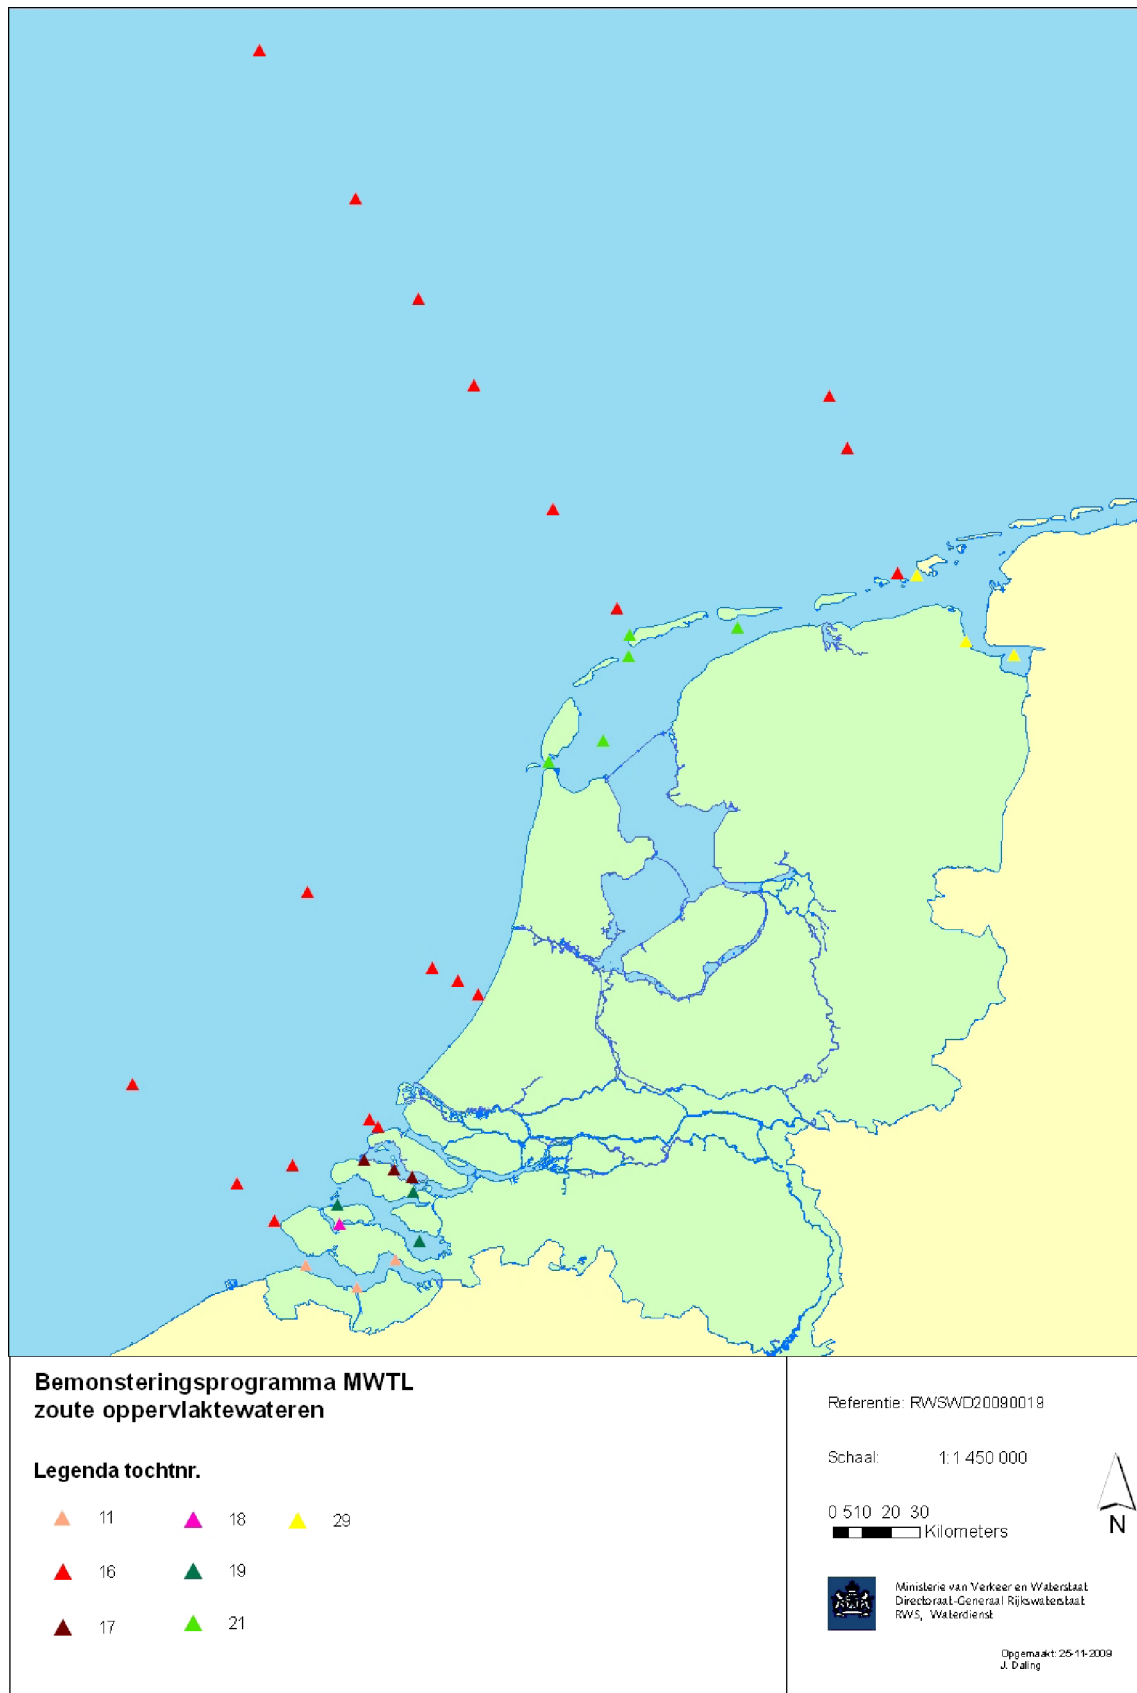 Bemonsteringsprogramma MWTL
zoute oppervlaktewateren
Legenda tochtnr.
11
18
29
16
19
17
21
Referentie: RWSWD20090019
Schaal: 1:1 450 000
0 510 20 30
Kilometers
N
Ministerie van Verkeer en Waterstaat
Directoraat-Generaal Rijkswaterstaat
RWS, Waterdienst
Opgemaakt: 25-11-2009
J. Daling